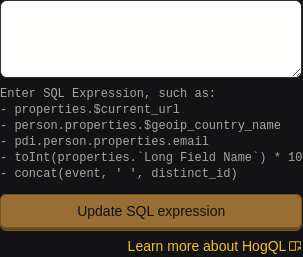 Enter SQL Expression, such as:
- properties.$current_url
- person.properties.$geoip_country_name
- pdi.person.properties.email
- toInt(properties.`Long Field Name`) * 10
- concat(event, ' ', distinct_id)
Update SQL expression
Learn more about HogQL